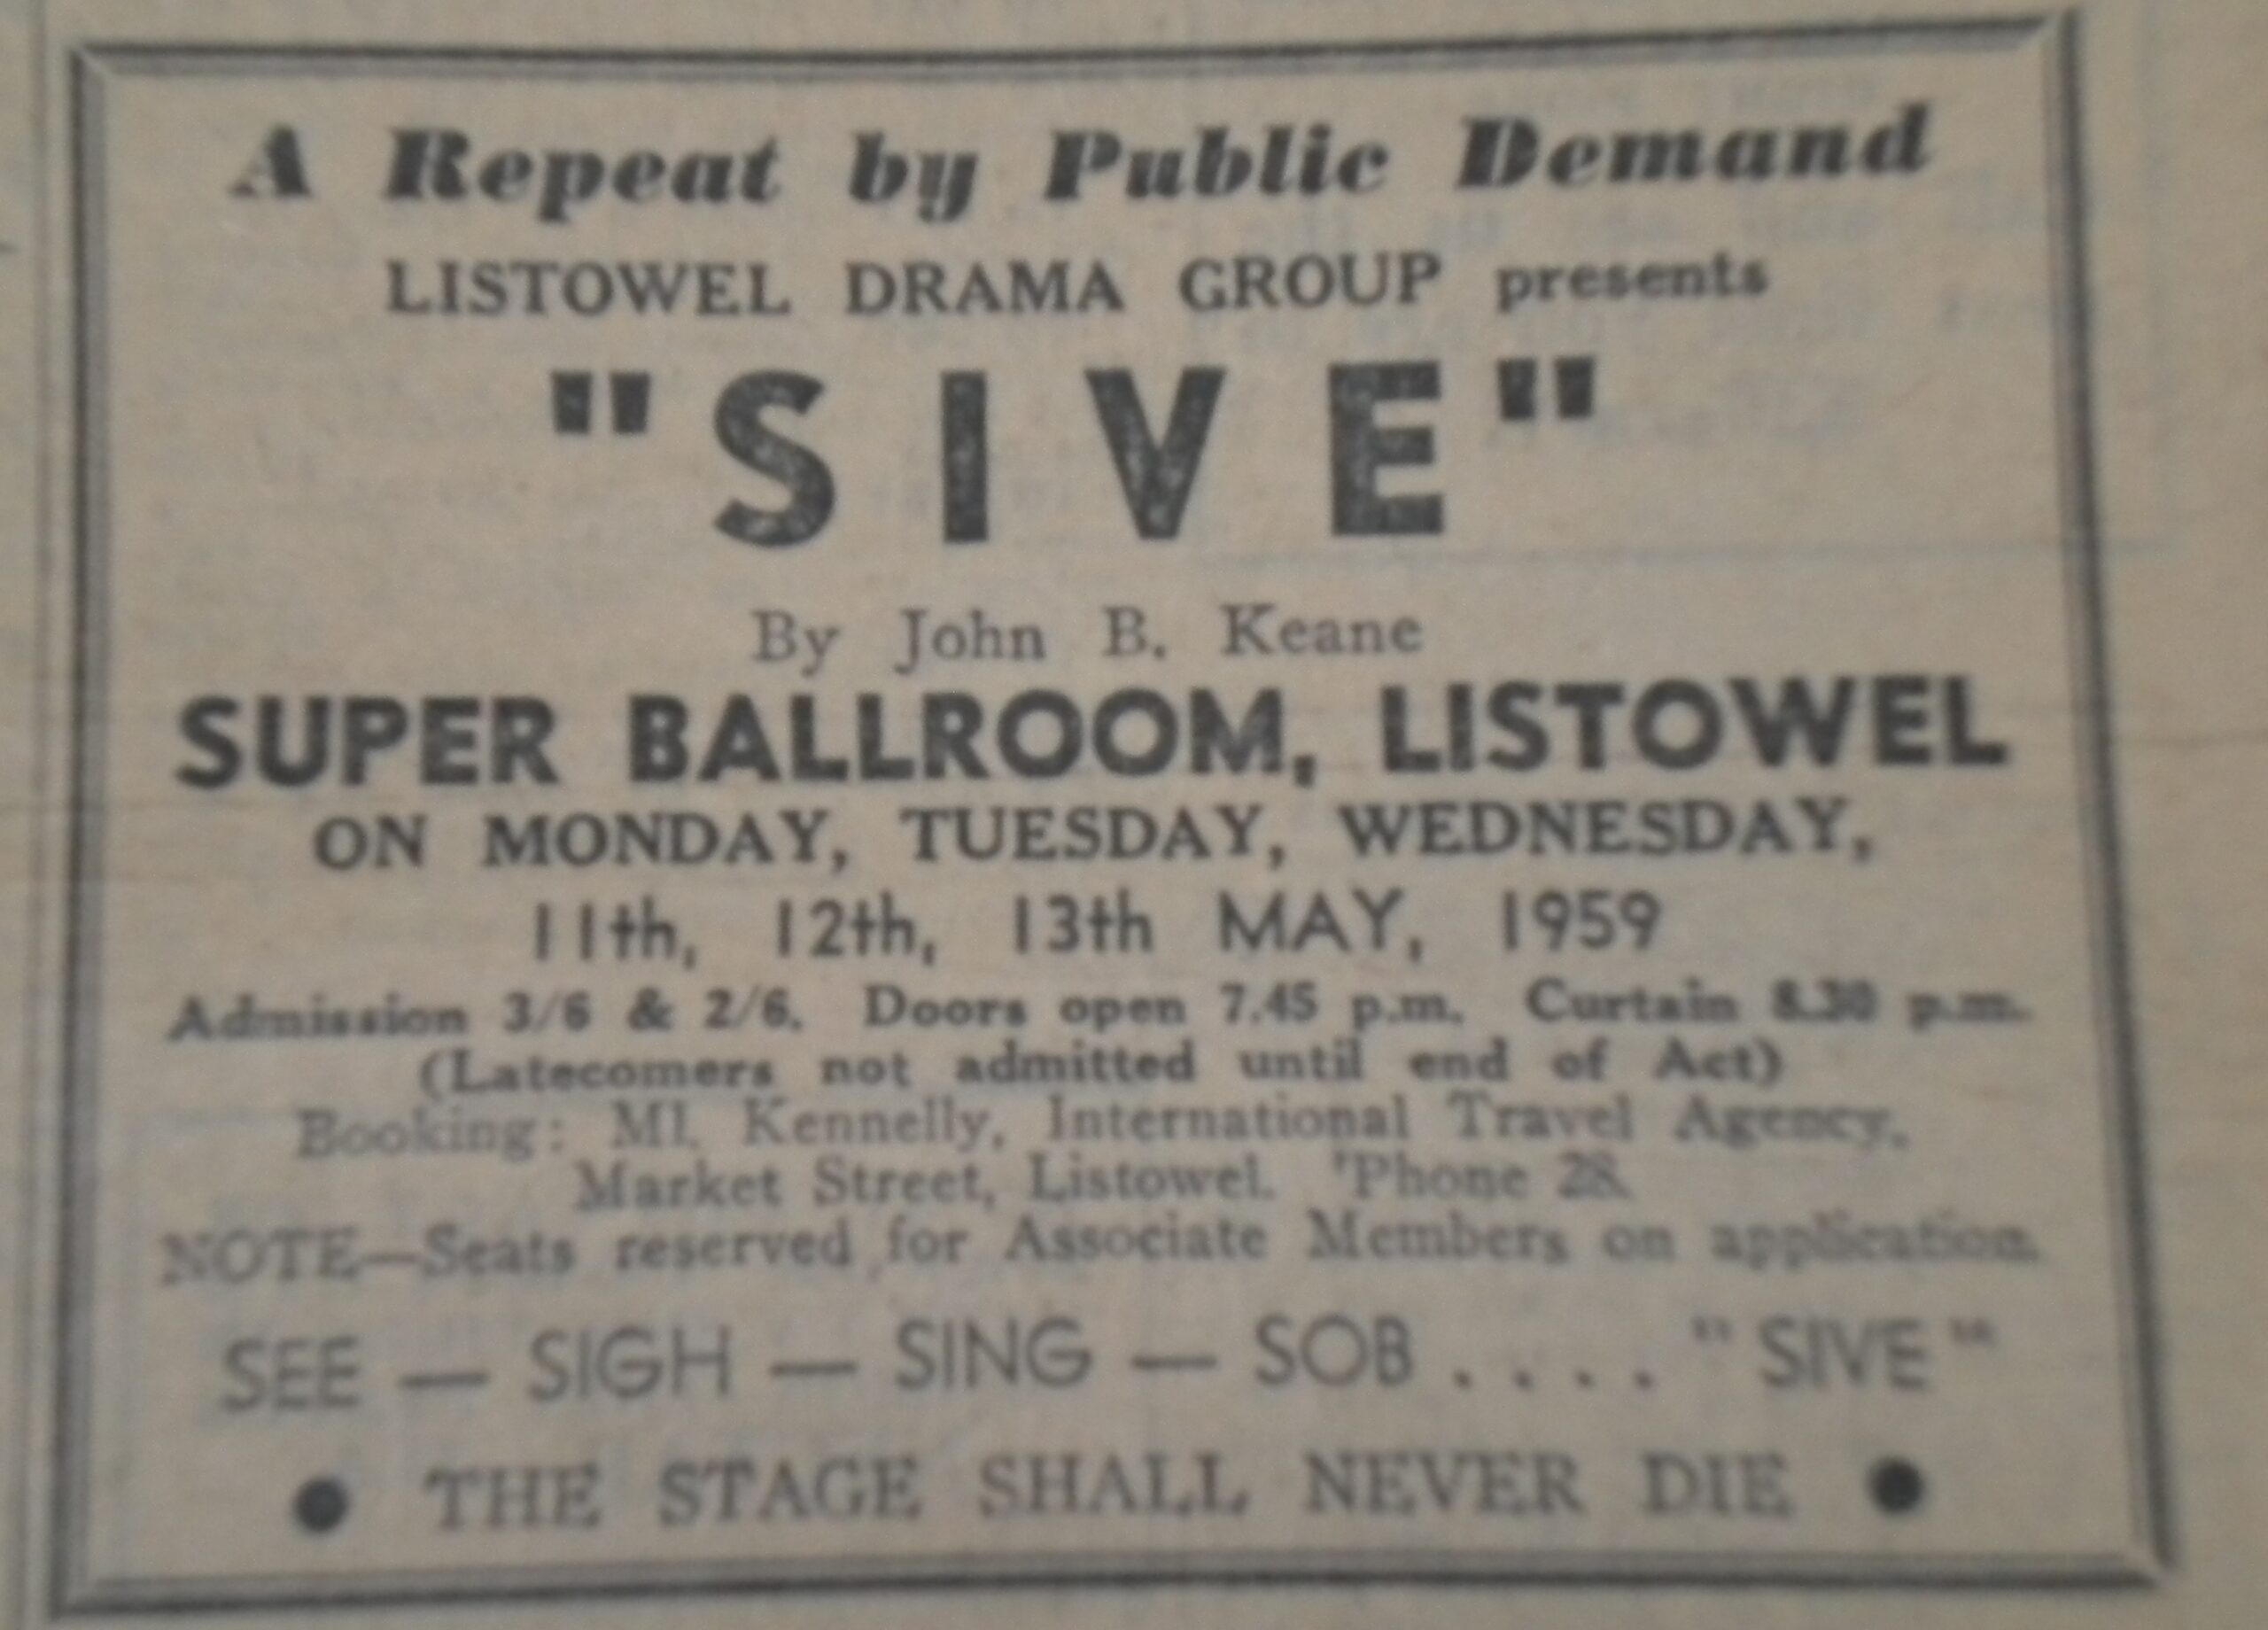 A Repeat by Public Demand
LISTOWEL DRAMA GROUP presents
"SIVE"
By John B. Keane
SUPER BALLROOM, LISTOWEL
ON MONDAY, TUESDAY, WEDNESDAY,
11th, 12th, 13th MAY, 1959
Admission 3/6 & 2/6. Doors open 7.45 p.m. Curtain 8.30 p.m.
(Latecomers not admitted until end of Act)
Booking: Ml. Kennelly, International Travel Agency,
Market Street, Listowel. 'Phone 28.
NOTE—Seats reserved for Associate Members on application.
SEE — SIGH — SING — SOB . . . . "SIVE"
● THE STAGE SHALL NEVER DIE ●